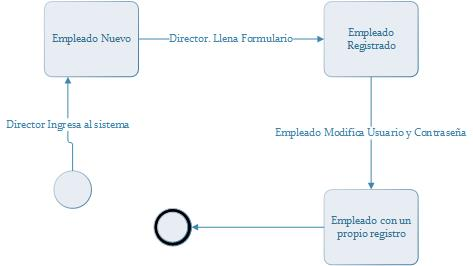 Empleado Nuevo
Director. Llena Formulario
Empleado
Registrado
Director Ingresa al sistema
Empleado Modifica Usuario y Contraseña
Empleado con un
propio registro